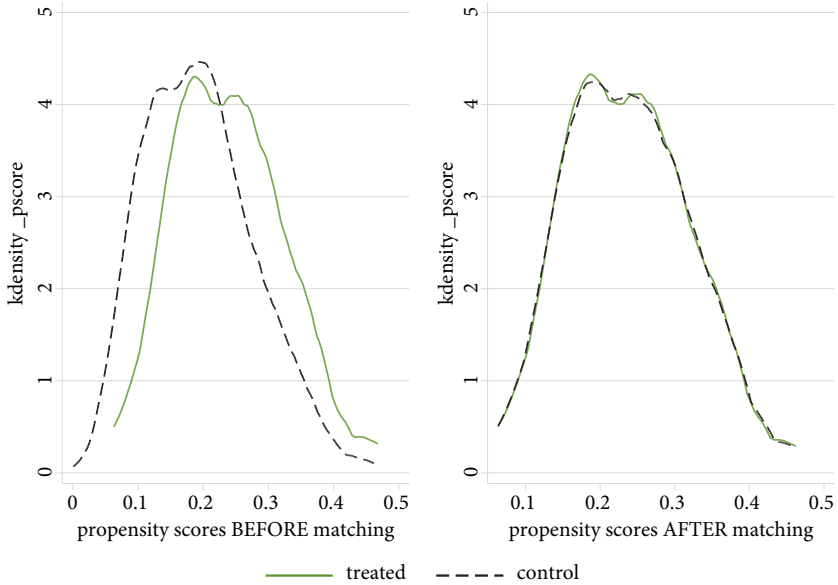 5
4
3
2
1
0
kdensity _pscore
0 0.1 0.2 0.3 0.4 0.5
propensity scores BEFORE matching
5
4
3
2
1
0
kdensity _pscore
0.1 0.2 0.3 0.4 0.5
propensity scores AFTER matching
treated control